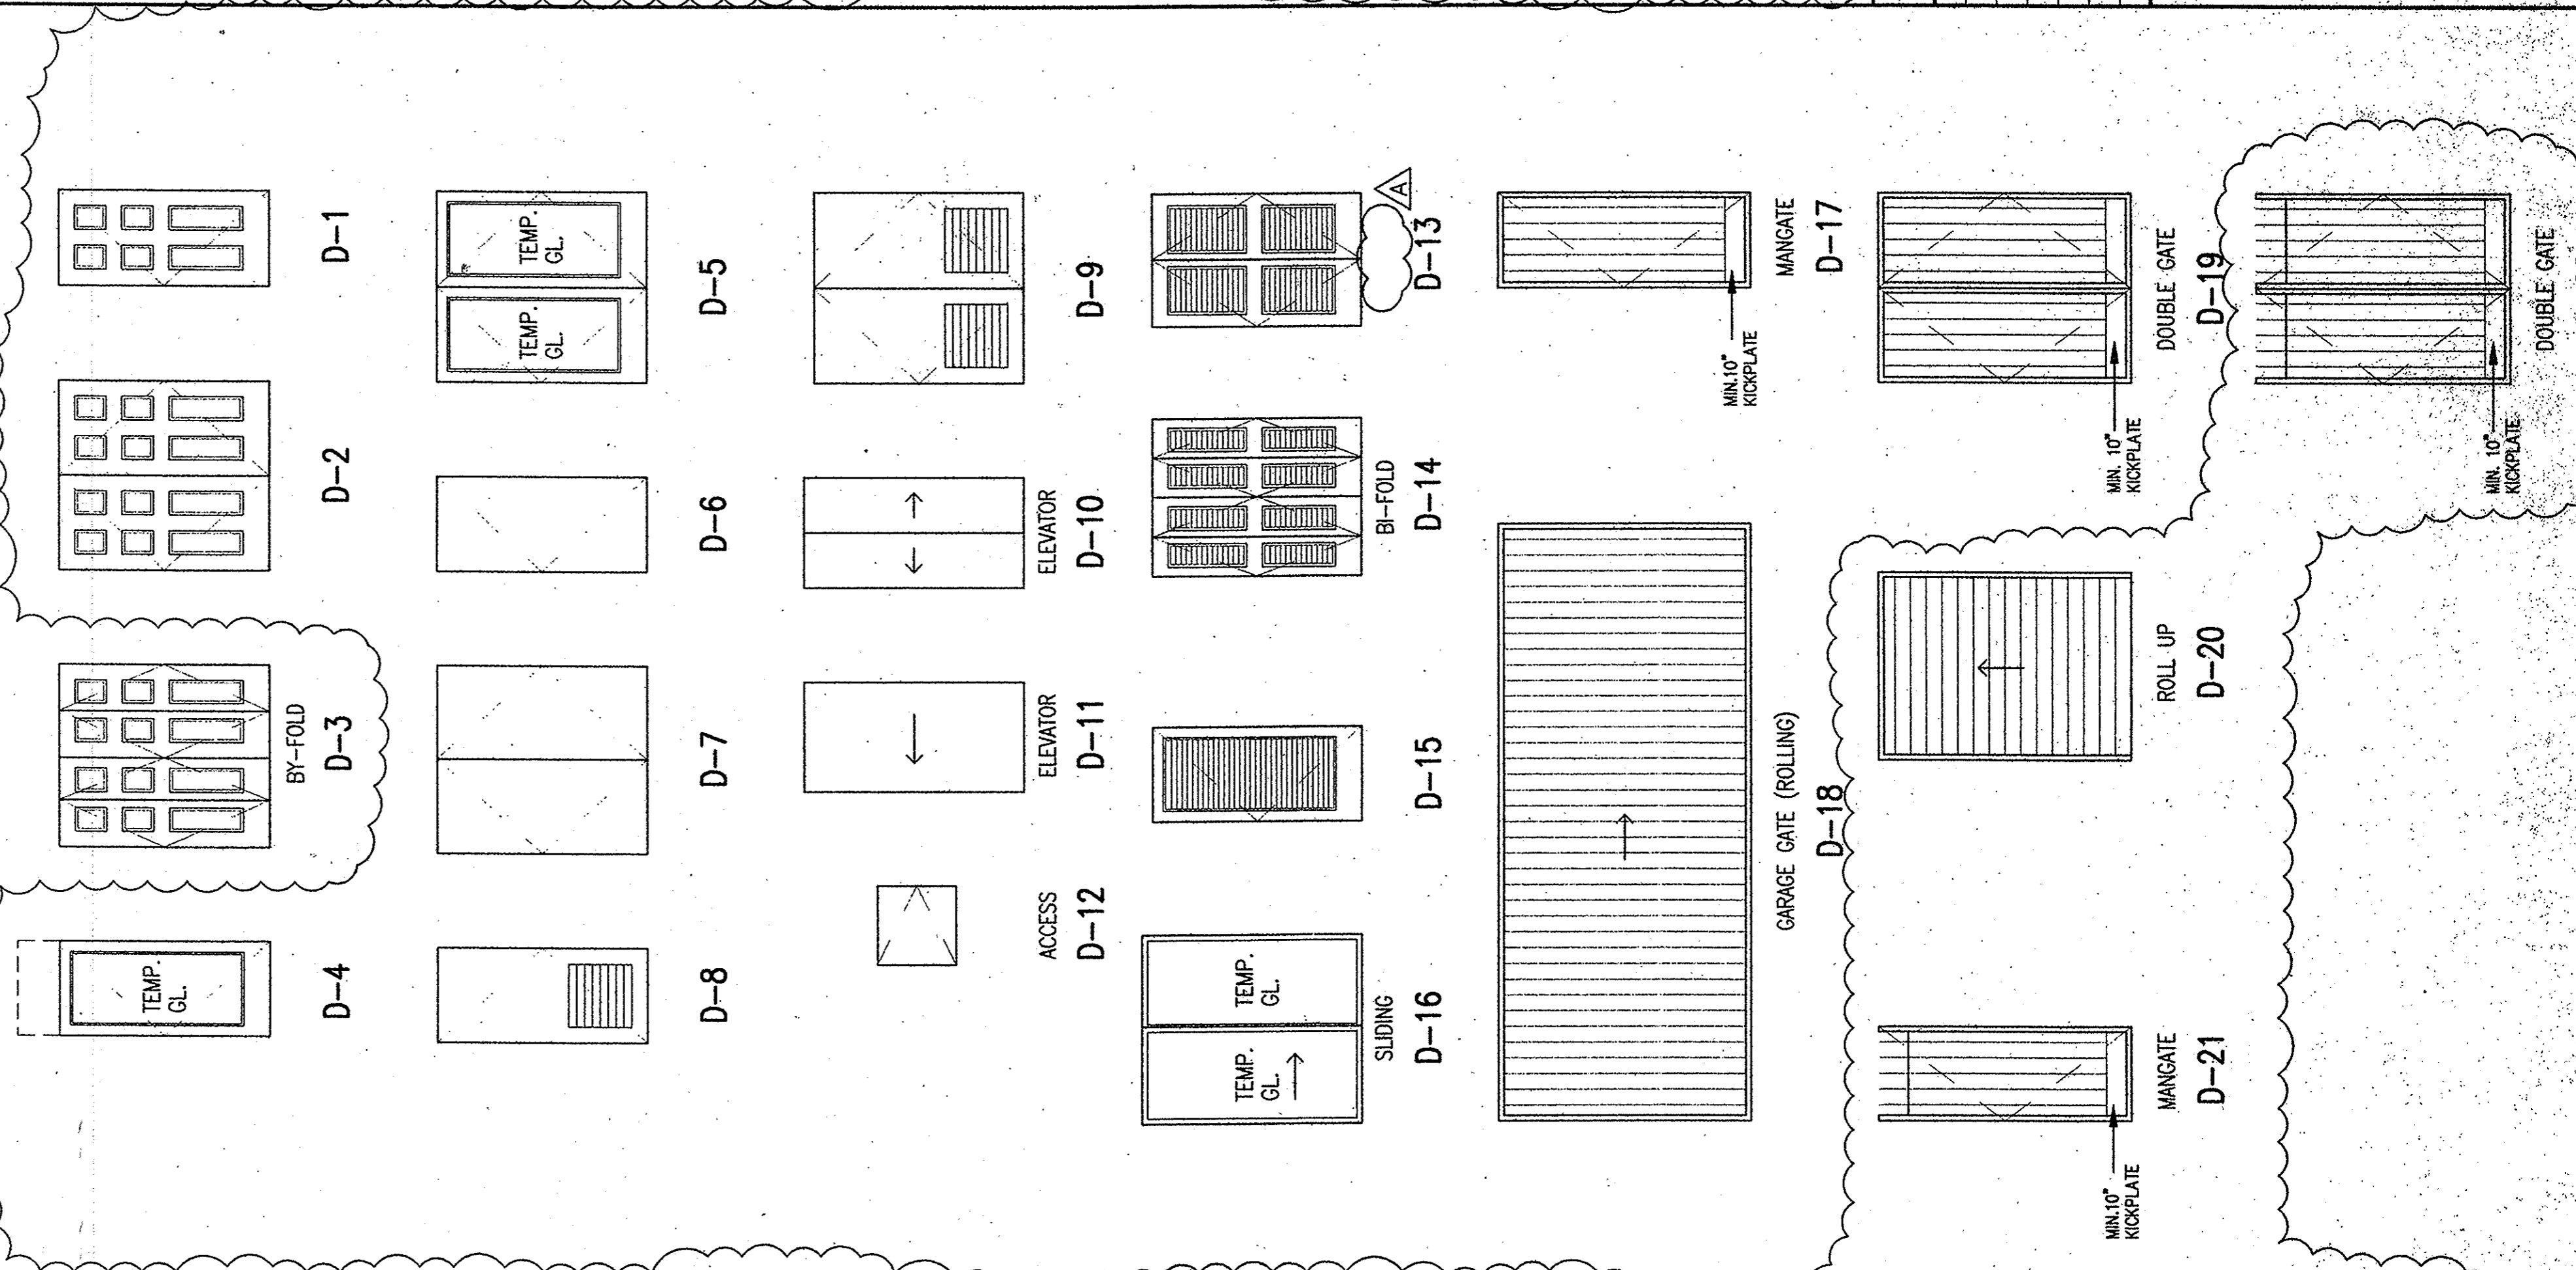 D-1
D-2
BY-FOLD
D-3
TEMP.
GL.
D-4
TEMP.
GL.
TEMP.
GL.
D-5
D-6
D-7
D-8
D-9
ELEVATOR
D-10
ELEVATOR
D-11
ACCESS
D-12
A
D-13
BI-FOLD
D-14
D-15
TEMP.
GL.
TEMP.
GL.
SLIDING
D-16
MIN.10"
KICKPLATE
MANGATE
D-17
GARAGE GATE (ROLLING)
D-18
MIN. 10"
KICKPLATE
DOUBLE GATE
D-19
ROLL UP
D-20
MIN.10"
KICKPLATE
MANGATE
D-21
MIN. 10"
KICKPLATE
DOUBLE GATE